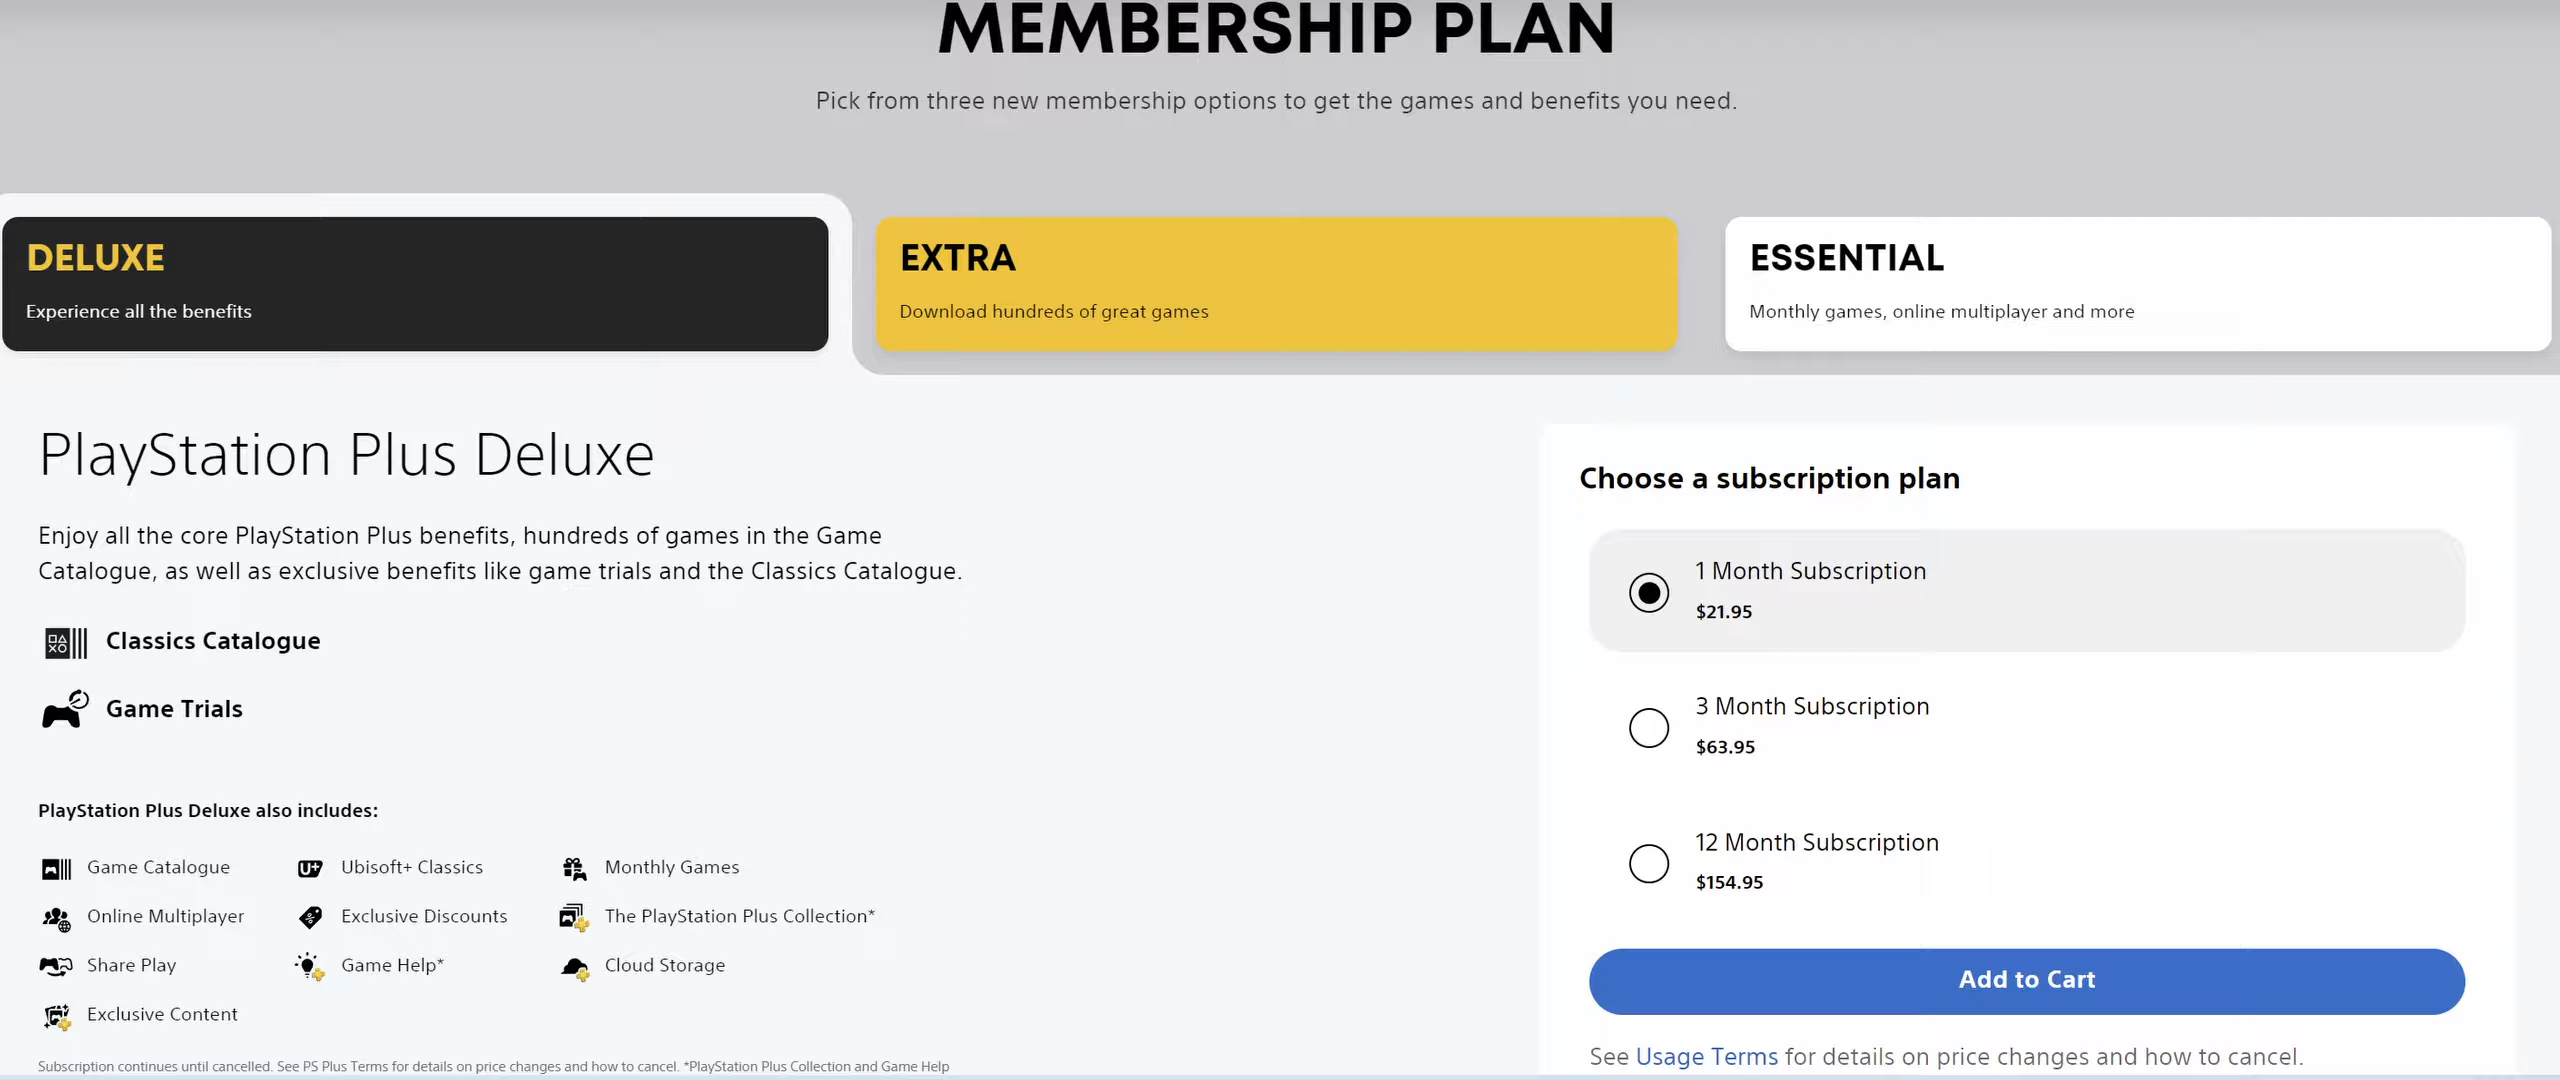 MEMBERSHIP PLAN
Pick from three new membership options to get the games and benefits you need.
DELUXE
Experience all the benefits
EXTRA
Download hundreds of great games
ESSENTIAL
Monthly games, online multiplayer and more
PlayStation Plus Deluxe
Enjoy all the core PlayStation Plus benefits, hundreds of games in the Game
Catalogue, as well as exclusive benefits like game trials and the Classics Catalogue.
Classics Catalogue
Game Trials
PlayStation Plus Deluxe also includes:
Game Catalogue
U+ Ubisoft+ Classics
Monthly Games
Online Multiplayer
Exclusive Discounts
The PlayStation Plus Collection*
Share Play
Game Help*
Cloud Storage
Exclusive Content
Subscription continues until cancelled. See PS Plus Terms for details on price changes and how to cancel. *PlayStation Plus Collection and Game Help
Choose a subscription plan
1 Month Subscription
$21.95
3 Month Subscription
$63.95
12 Month Subscription
$154.95
Add to Cart
See Usage Terms for details on price changes and how to cancel.